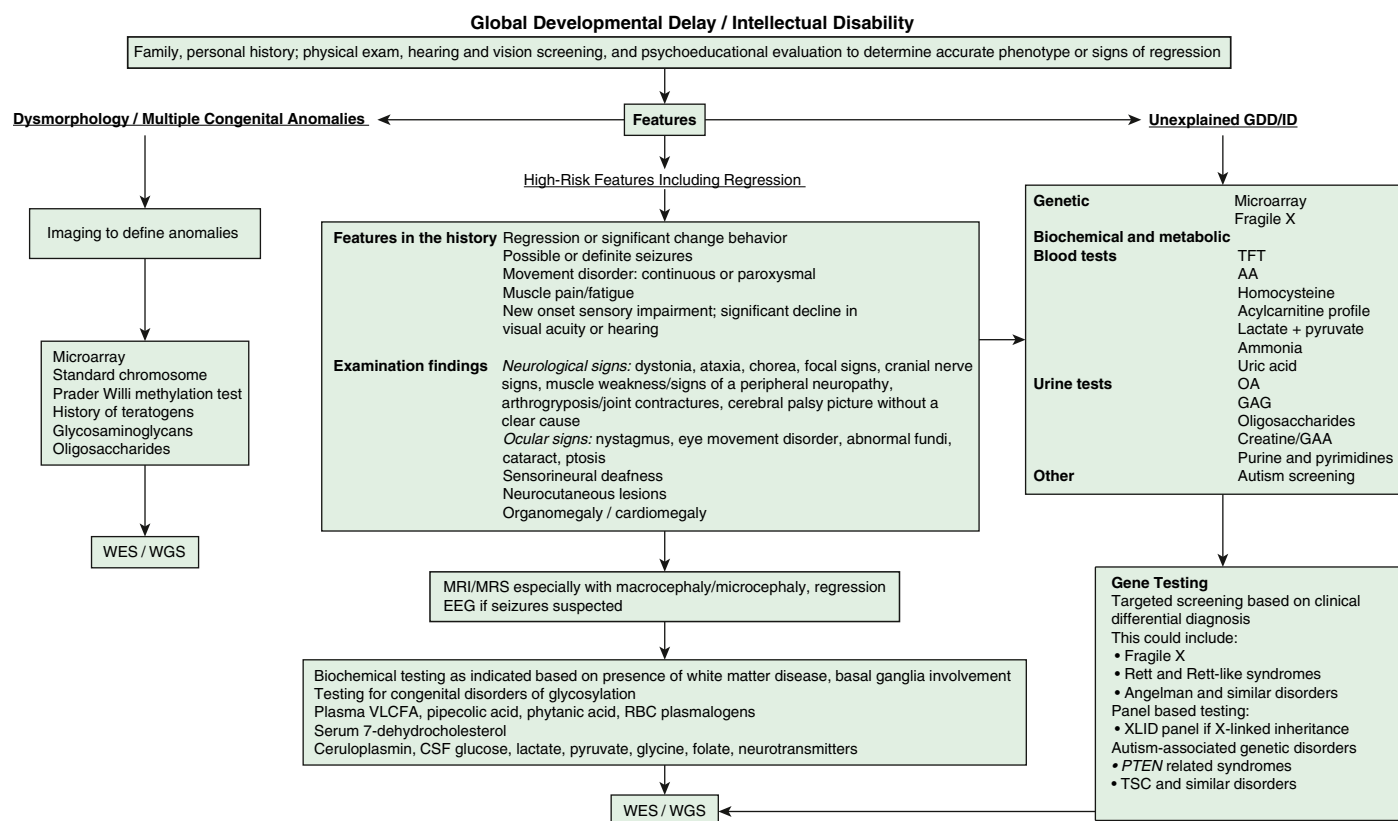 Global Developmental Delay / Intellectual Disability
Family, personal history; physical exam, hearing and vision screening, and psychoeducational evaluation to determine accurate phenotype or signs of regression
Dysmorphology / Multiple Congenital Anomalies
Features
Unexplained GDD/ID
Imaging to define anomalies
Microarray
Standard chromosome
Prader Willi methylation test
History of teratogens
Glycosaminoglycans
Oligosaccharides
WES / WGS
High-Risk Features Including Regression
Features in the history Regression or significant change behavior
Possible or definite seizures
Movement disorder: continuous or paroxysmal
Muscle pain/fatigue
New onset sensory impairment; significant decline in
visual acuity or hearing
Examination findings Neurological signs: dystonia, ataxia, chorea, focal signs, cranial nerve
signs, muscle weakness/signs of a peripheral neuropathy,
arthrogryposis/joint contractures, cerebral palsy picture without a
clear cause
Ocular signs: nystagmus, eye movement disorder, abnormal fundi,
cataract, ptosis
Sensorineural deafness
Neurocutaneous lesions
Organomegaly / cardiomegaly
MRI/MRS especially with macrocephaly/microcephaly, regression
EEG if seizures suspected
Biochemical testing as indicated based on presence of white matter disease, basal ganglia involvement
Testing for congenital disorders of glycosylation
Plasma VLCFA, pipecolic acid, phytanic acid, RBC plasmalogens
Serum 7-dehydrocholesterol
Ceruloplasmin, CSF glucose, lactate, pyruvate, glycine, folate, neurotransmitters
WES / WGS
Genetic Microarray
Fragile X
Biochemical and metabolic
Blood tests TFT
AA
Homocysteine
Acylcarnitine profile
Lactate + pyruvate
Ammonia
Uric acid
Urine tests OA
GAG
Oligosaccharides
Creatine/GAA
Purine and pyrimidines
Other Autism screening
Gene Testing
Targeted screening based on clinical
differential diagnosis
This could include:
• Fragile X
• Rett and Rett-like syndromes
• Angelman and similar disorders
Panel based testing:
• XLID panel if X-linked inheritance
Autism-associated genetic disorders
• PTEN related syndromes
• TSC and similar disorders